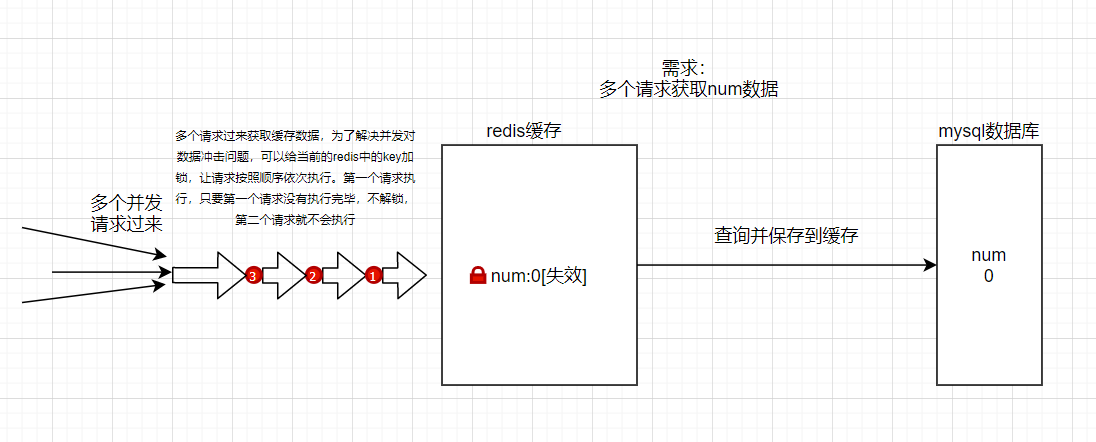 需求：
多个请求获取num数据
多个请求过来获取缓存数据，为了解决并发对
数据冲击问题，可以给当前的redis中的key加
锁，让请求按照顺序依次执行。第一个请求执
行，只要第一个请求没有执行完毕，不解锁，
第二个请求就不会执行
redis缓存
mysql数据库
多个并发
请求过来
3
2
1
num:0[失效]
查询并保存到缓存
num
0